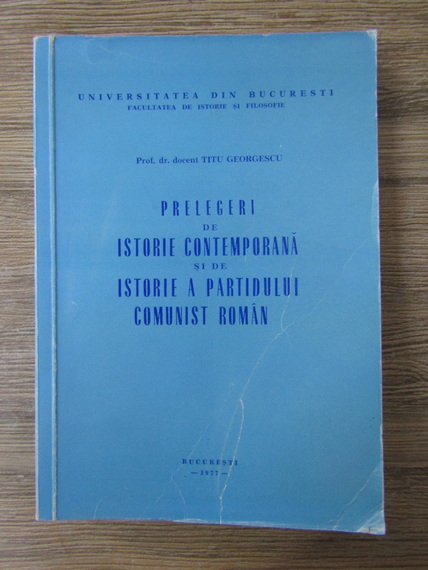 UNIVERSITATEA DIN BUCUREȘTI
FACULTATEA DE ISTORIE ȘI FILOSOFIE
Prof. dr. docent TITU GEORGESCU
PRELEGERI
DE
ISTORIE CONTEMPORANĂ
ȘI DE
ISTORIE A PARTIDULUI
COMUNIST ROMÂN
BUCUREȘTI
— 1977 —